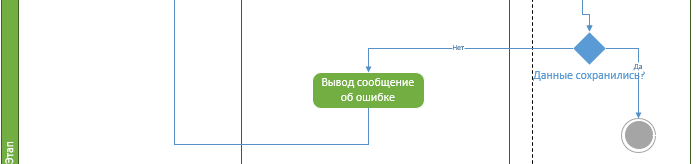 Нет
Да
Данные сохранились?
Вывод сообщение
об ошибке
Этап